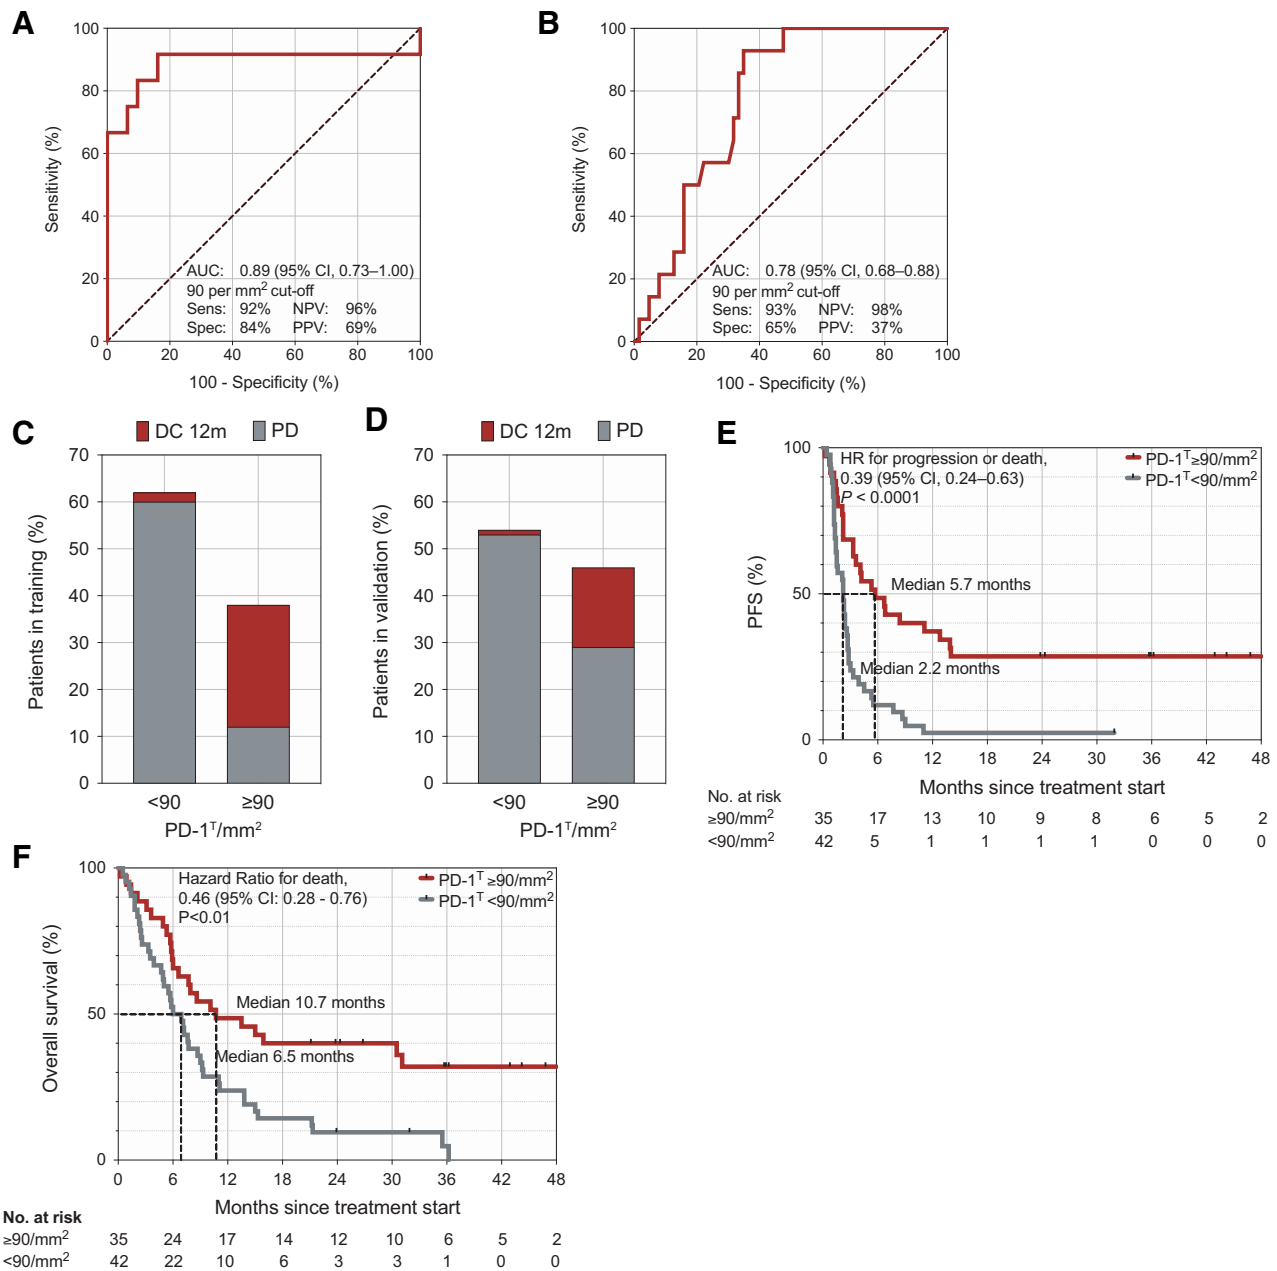 A
100
80
60
40
20
0
Sensitivity (%)
AUC: 0.89 (95% CI, 0.73–1.00)
90 per mm² cut-off
Sens: 92% NPV: 96%
Spec: 84% PPV: 69%
0 20 40 60 80 100
100 - Specificity (%)
B
100
80
60
40
20
0
Sensitivity (%)
AUC: 0.78 (95% CI, 0.68–0.88)
90 per mm² cut-off
Sens: 93% NPV: 98%
Spec: 65% PPV: 37%
0 20 40 60 80 100
100 - Specificity (%)
C
DC 12m PD
70
60
50
40
30
20
10
0
Patients in training (%)
<90 ≥90
PD-1ᵀ/mm²
D
DC 12m PD
70
60
50
40
30
20
10
0
Patients in validation (%)
<90 ≥90
PD-1ᵀ/mm²
E
100
50
0
PFS (%)
HR for progression or death,
0.39 (95% CI, 0.24–0.63)
P < 0.0001
PD-1ᵀ≥90/mm²
PD-1ᵀ<90/mm²
Median 5.7 months
Median 2.2 months
0 6 12 18 24 30 36 42 48
Months since treatment start
No. at risk
≥90/mm² 35 17 13 10 9 8 6 5 2
<90/mm² 42 5 1 1 1 1 0 0 0
F
100
50
0
Overall survival (%)
Hazard Ratio for death,
0.46 (95% CI: 0.28 - 0.76)
P<0.01
PD-1ᵀ ≥90/mm²
PD-1ᵀ <90/mm²
Median 10.7 months
Median 6.5 months
0 6 12 18 24 30 36 42 48
Months since treatment start
No. at risk
≥90/mm² 35 24 17 14 12 10 6 5 2
<90/mm² 42 22 10 6 3 3 1 0 0